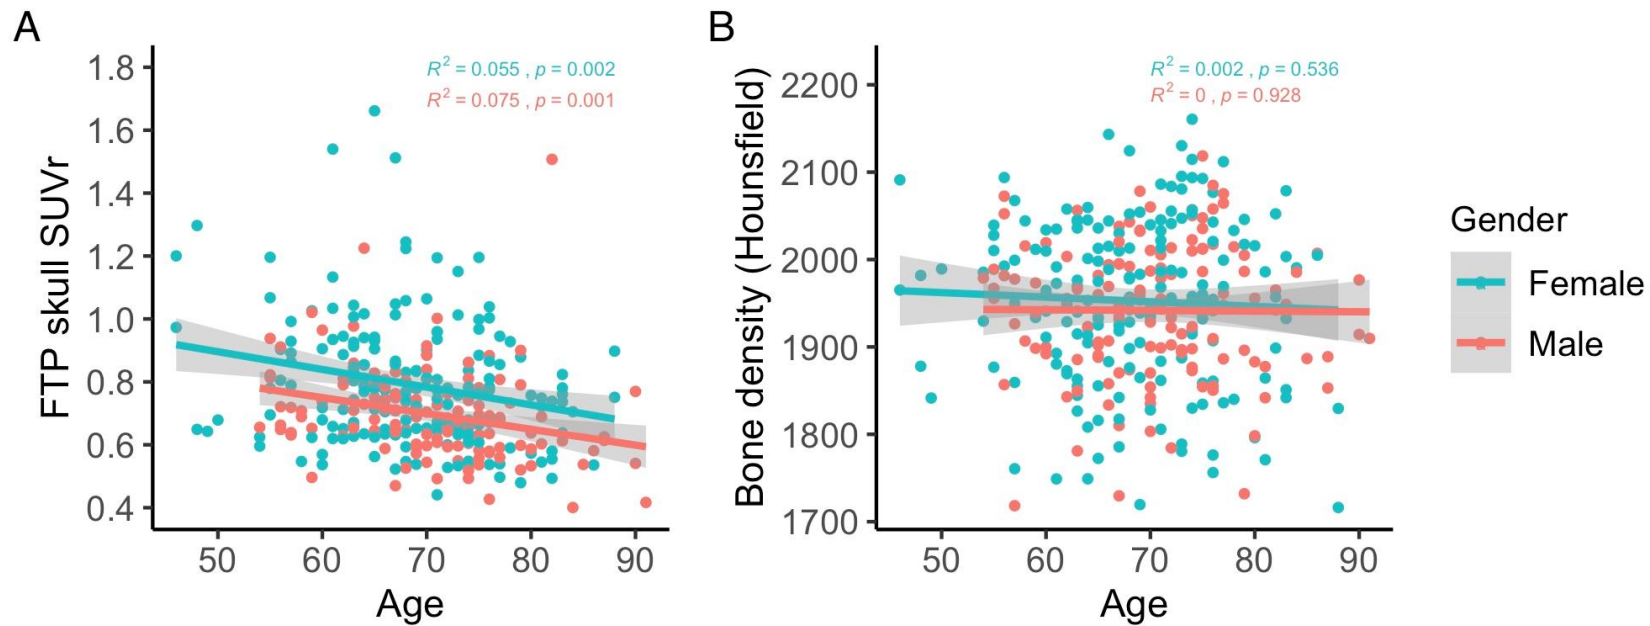 A
FTP skull SUVr
1.8
1.6
1.4
1.2
1.0
0.8
0.6
0.4
R² = 0.055 , p = 0.002
R² = 0.075 , p = 0.001
50 60 70 80 90
Age
B
Bone density (Hounsfield)
2200
2100
2000
1900
1800
1700
R² = 0.002 , p = 0.536
R² = 0 , p = 0.928
50 60 70 80 90
Age
Gender
Female
Male